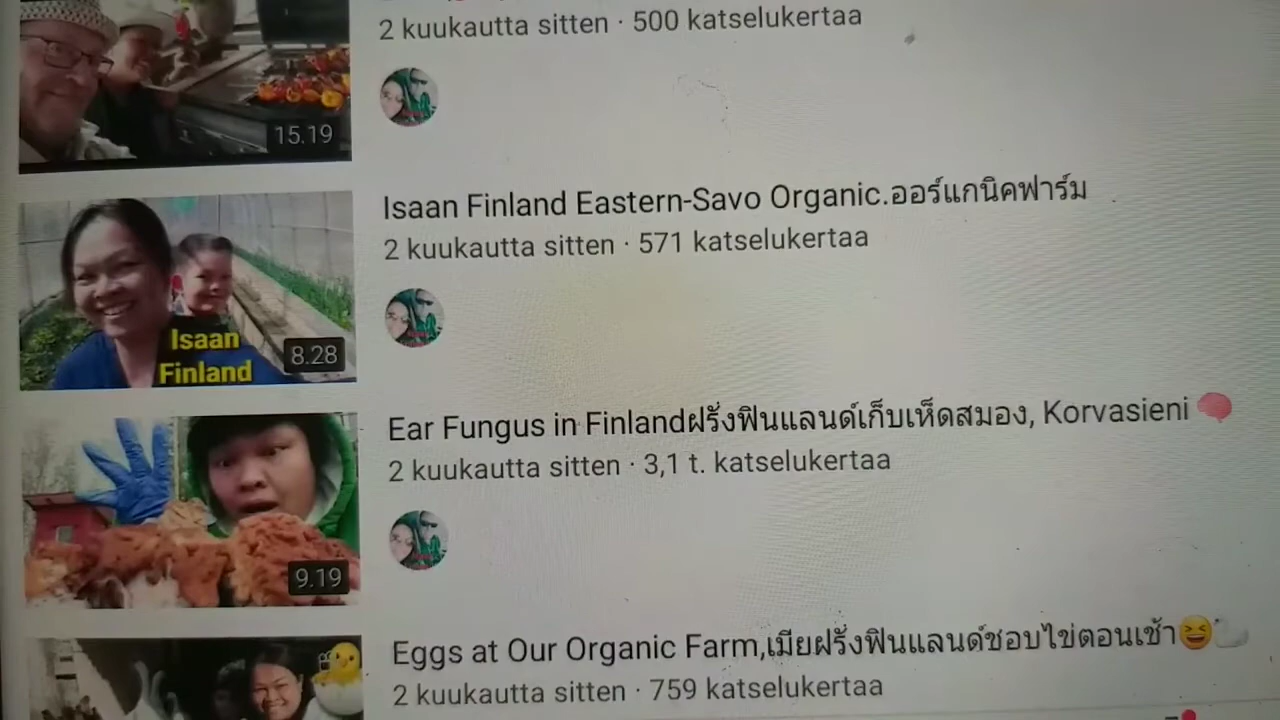 2 kuukautta sitten · 500 katselukertaa
15.19
Isaan Finland Eastern-Savo Organic.ออร์แกนิคฟาร์ม
2 kuukautta sitten · 571 katselukertaa
Isaan
Finland
8.28
Ear Fungus in Finlandฝรั่งฟินแลนด์เก็บเห็ดสมอง, Korvasieni 🧠
2 kuukautta sitten · 3,1 t. katselukertaa
9.19
Eggs at Our Organic Farm,เมียฝรั่งฟินแลนด์ชอบไข่ตอนเช้า😆🦢
2 kuukautta sitten · 759 katselukertaa